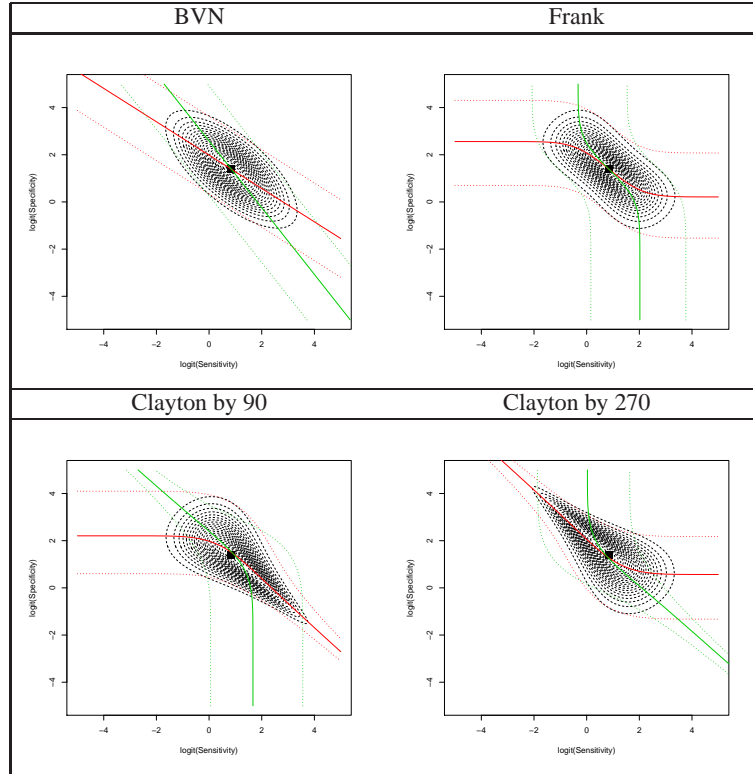 BVN Frank
4 4
2 2
0 0
−2 −2
−4 −4
logit(Specificity) logit(Specificity)
−4 −2 0 2 4 −4 −2 0 2 4
logit(Sensitivity) logit(Sensitivity)
Clayton by 90 Clayton by 270
4 4
2 2
0 0
−2 −2
−4 −4
logit(Specificity) logit(Specificity)
−4 −2 0 2 4 −4 −2 0 2 4
logit(Sensitivity) logit(Sensitivity)